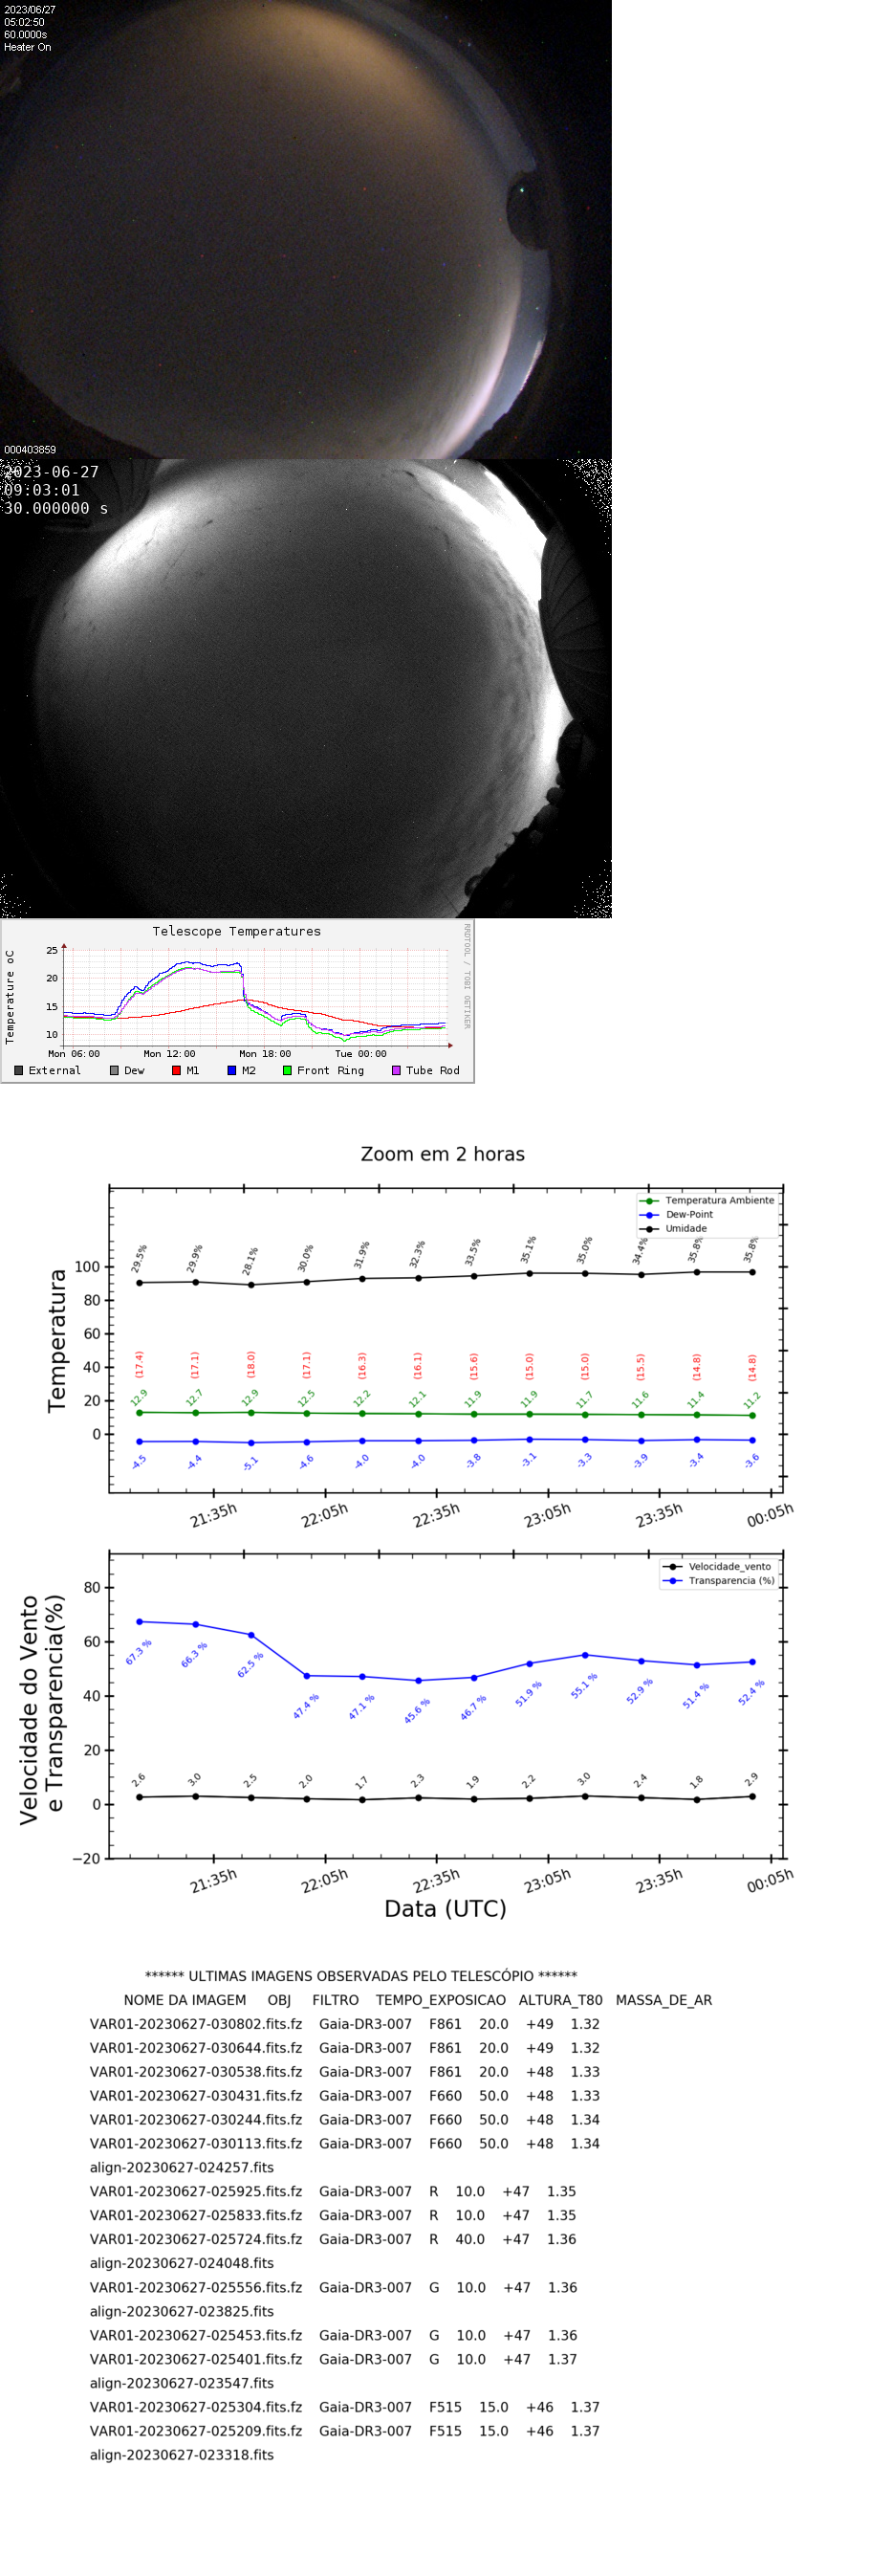 2023/06/27
05:02:50
60.0000s
Heater On
000403859
2023-06-27
09:03:01
30.000000 s
Telescope Temperatures
RRDTOOL / TOBI OETIKER
Temperature oC
25
20
15
10
Mon 06:00 Mon 12:00 Mon 18:00 Tue 00:00
External Dew M1 M2 Front Ring Tube Rod
Zoom em 2 horas
Temperatura Ambiente
Dew-Point
Umidade
29.5% 29.9% 28.1% 30.0% 31.9% 32.3% 33.5% 35.1% 35.0% 34.4% 35.8% 35.8%
Temperatura
100
80
60
40
20
0
(17.4) (17.1) (18.0) (17.1) (16.3) (16.1) (15.6) (15.0) (15.0) (15.5) (14.8) (14.8)
12.9 12.7 12.9 12.5 12.2 12.1 11.9 11.9 11.7 11.6 11.4 11.2
-4.5 -4.4 -5.1 -4.6 -4.0 -4.0 -3.8 -3.1 -3.3 -3.9 -3.4 -3.6
21:35h 22:05h 22:35h 23:05h 23:35h 00:05h
Velocidade_vento
Transparencia (%)
Velocidade do Vento
e Transparencia(%)
80
60
40
20
0
−20
67.3 % 66.3 % 62.5 % 47.4 % 47.1 % 45.6 % 46.7 % 51.9 % 55.1 % 52.9 % 51.4 % 52.4 %
2.6 3.0 2.5 2.0 1.7 2.3 1.9 2.2 3.0 2.4 1.8 2.9
21:35h 22:05h 22:35h 23:05h 23:35h 00:05h
Data (UTC)
****** ULTIMAS IMAGENS OBSERVADAS PELO TELESCÓPIO ******
NOME DA IMAGEM OBJ FILTRO TEMPO_EXPOSICAO ALTURA_T80 MASSA_DE_AR
VAR01-20230627-030802.fits.fz Gaia-DR3-007 F861 20.0 +49 1.32
VAR01-20230627-030644.fits.fz Gaia-DR3-007 F861 20.0 +49 1.32
VAR01-20230627-030538.fits.fz Gaia-DR3-007 F861 20.0 +48 1.33
VAR01-20230627-030431.fits.fz Gaia-DR3-007 F660 50.0 +48 1.33
VAR01-20230627-030244.fits.fz Gaia-DR3-007 F660 50.0 +48 1.34
VAR01-20230627-030113.fits.fz Gaia-DR3-007 F660 50.0 +48 1.34
align-20230627-024257.fits
VAR01-20230627-025925.fits.fz Gaia-DR3-007 R 10.0 +47 1.35
VAR01-20230627-025833.fits.fz Gaia-DR3-007 R 10.0 +47 1.35
VAR01-20230627-025724.fits.fz Gaia-DR3-007 R 40.0 +47 1.36
align-20230627-024048.fits
VAR01-20230627-025556.fits.fz Gaia-DR3-007 G 10.0 +47 1.36
align-20230627-023825.fits
VAR01-20230627-025453.fits.fz Gaia-DR3-007 G 10.0 +47 1.36
VAR01-20230627-025401.fits.fz Gaia-DR3-007 G 10.0 +47 1.37
align-20230627-023547.fits
VAR01-20230627-025304.fits.fz Gaia-DR3-007 F515 15.0 +46 1.37
VAR01-20230627-025209.fits.fz Gaia-DR3-007 F515 15.0 +46 1.37
align-20230627-023318.fits